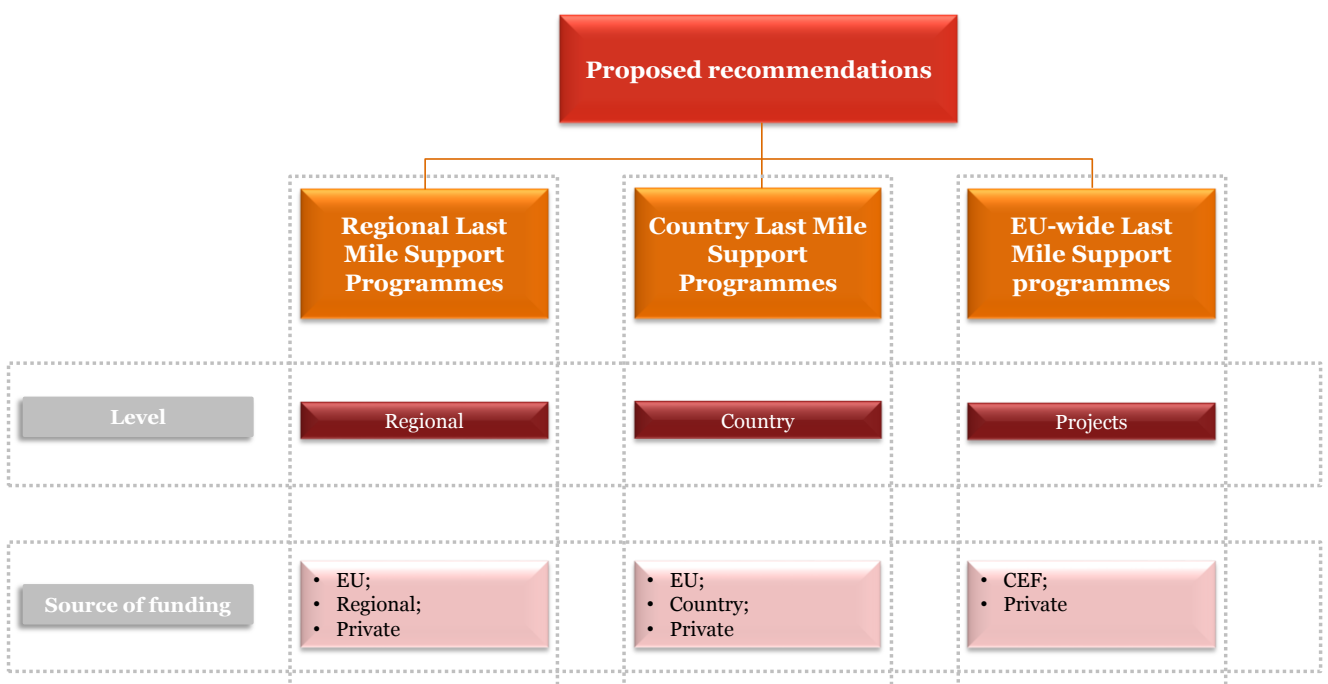 Proposed recommendations
Regional Last
Mile Support
Programmes
Country Last Mile
Support
Programmes
EU-wide Last
Mile Support
programmes
Level
Regional
Country
Projects
Source of funding
• EU;
• Regional;
• Private
• EU;
• Country;
• Private
• CEF;
• Private